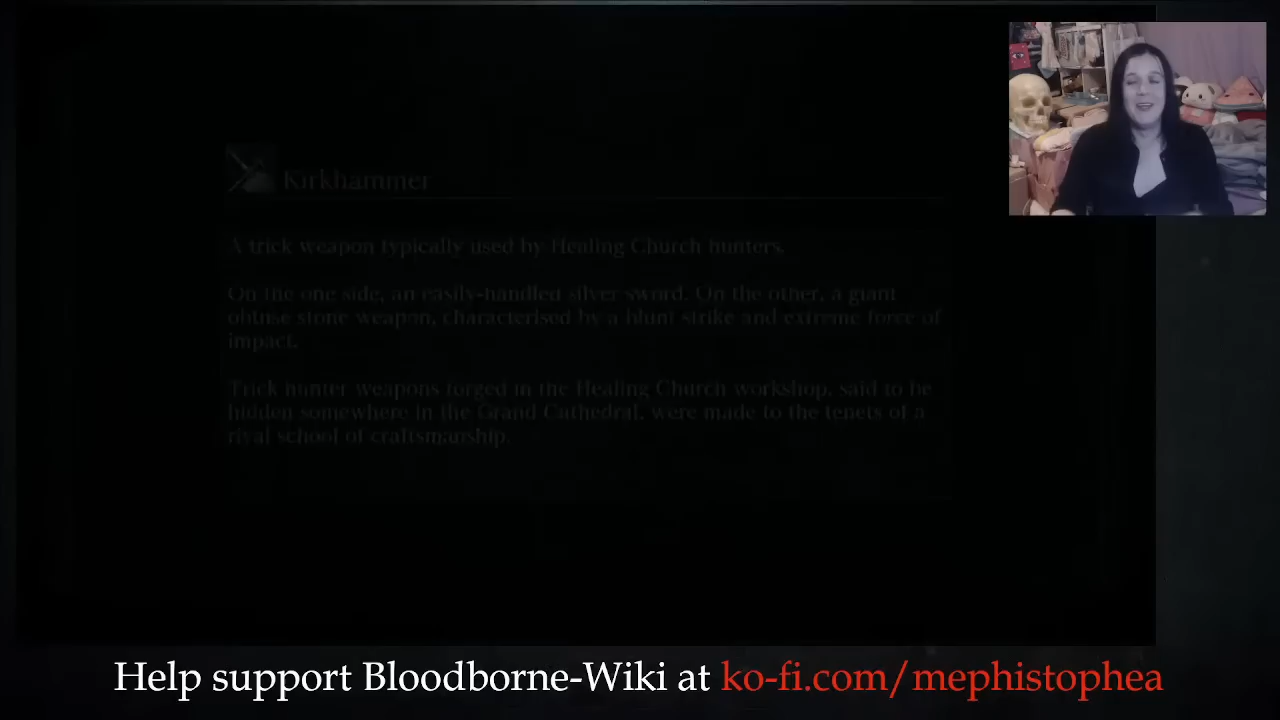 Kirkhammer
A trick weapon typically used by Healing Church hunters.
On the one side, an easily-handled silver sword. On the other, a giant
obtuse stone weapon, characterised by a blunt strike and extreme force of
impact.
Trick hunter weapons forged in the Healing Church workshop, said to be
hidden somewhere in the Grand Cathedral, were made to the tenets of a
rival school of craftsmanship.
Help support Bloodborne-Wiki at ko-fi.com/mephistophea